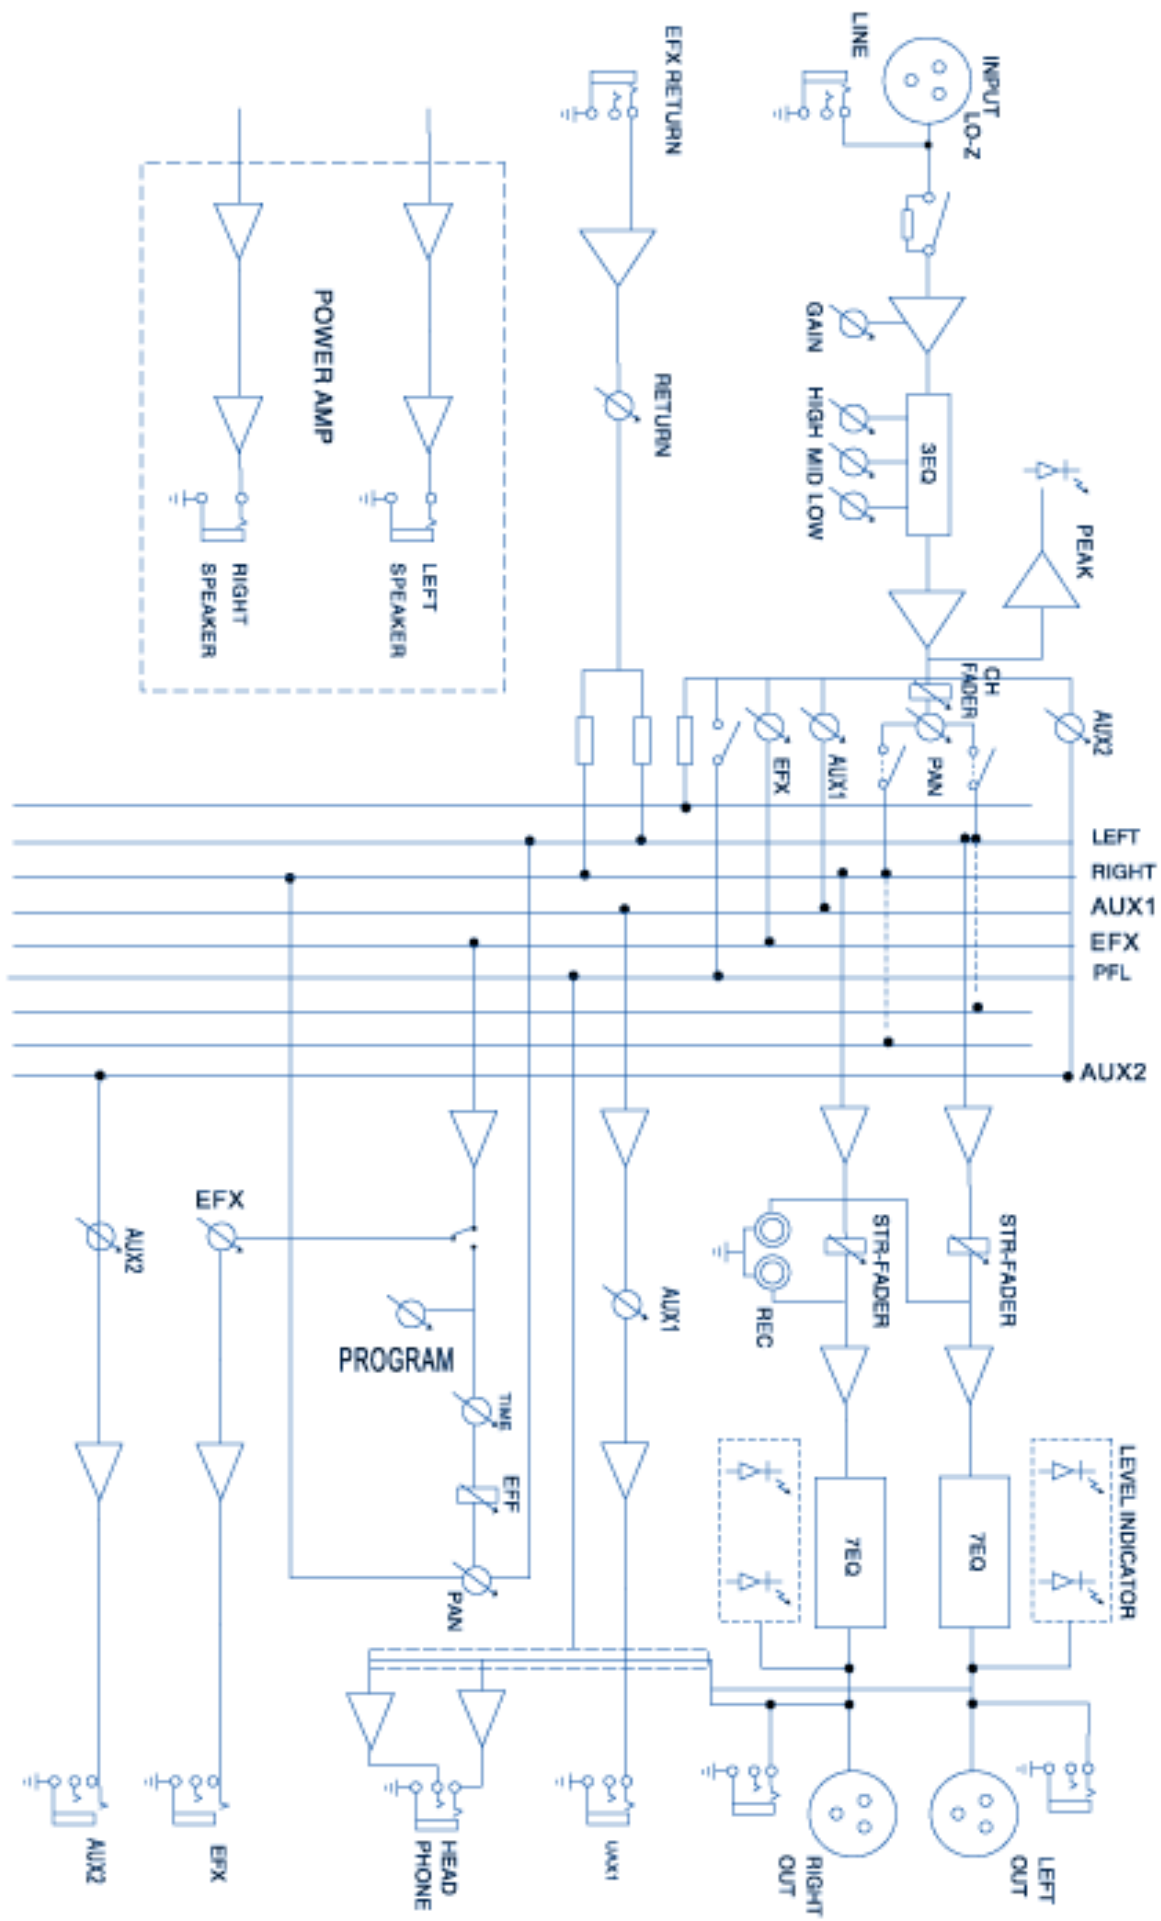 LINE
INPUT
LO-Z
EFX RETURN
GAIN
HIGH MID LOW
3EQ
PEAK
RETURN
POWER AMP
LEFT
SPEAKER
RIGHT
SPEAKER
CH
FADER
PAN
AUX2
AUX1
EFX
LEFT
RIGHT
AUX1
EFX
PFL
AUX2
EFX
AUX2
PROGRAM
TIME
EFF
PAN
AUX1
REC
STR-FADER
STR-FADER
7EQ
7EQ
LEVEL INDICATOR
AUX2
EFX
HEAD
PHONE
RIGHT
OUT
LEFT
OUT